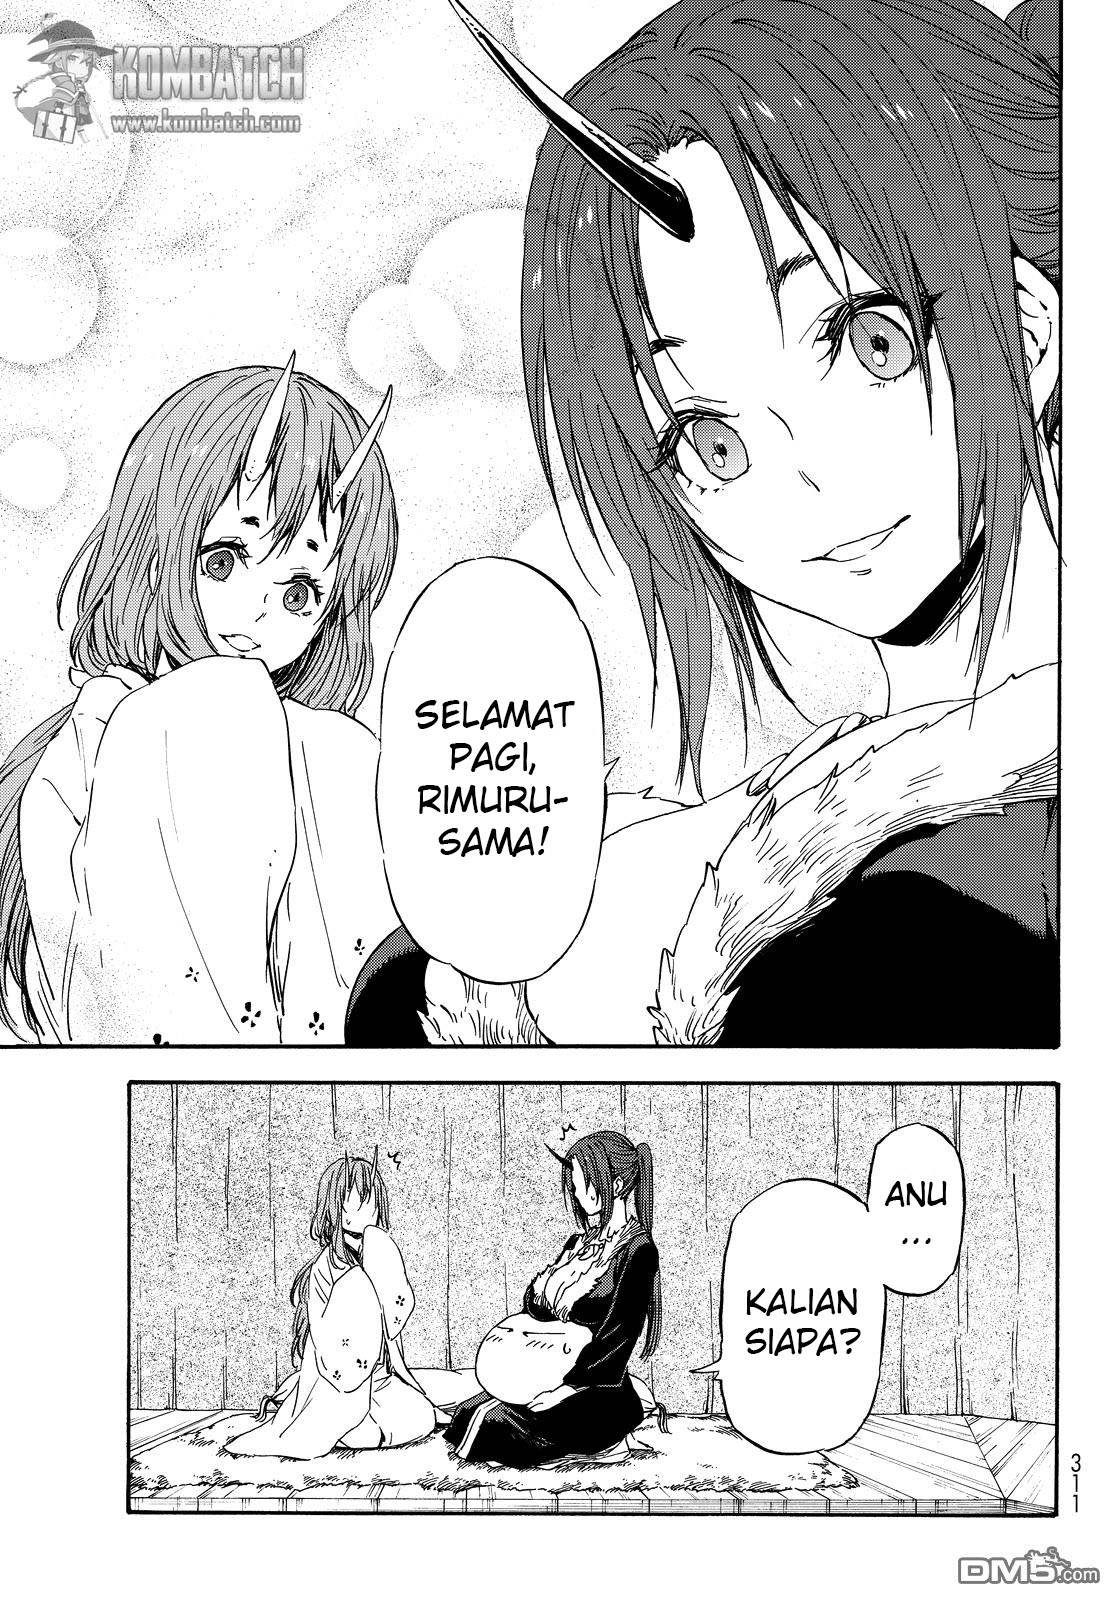 KOMBATCH
www.kombatch.com
SELAMAT
PAGI,
RIMURU-
SAMA!
ANU
...
KALIAN
SIAPA?
311
DM5.com